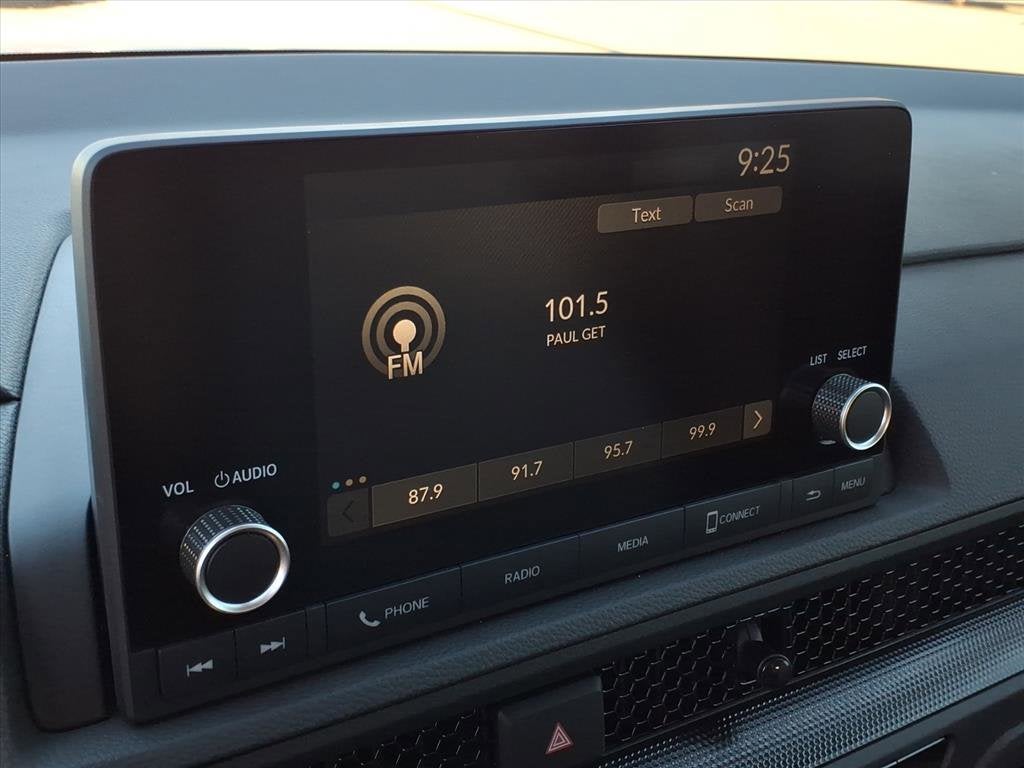 9:25
Text Scan
101.5
PAUL GET
FM
LIST SELECT
VOL AUDIO
87.9 91.7 95.7 99.9
PHONE RADIO MEDIA CONNECT MENU